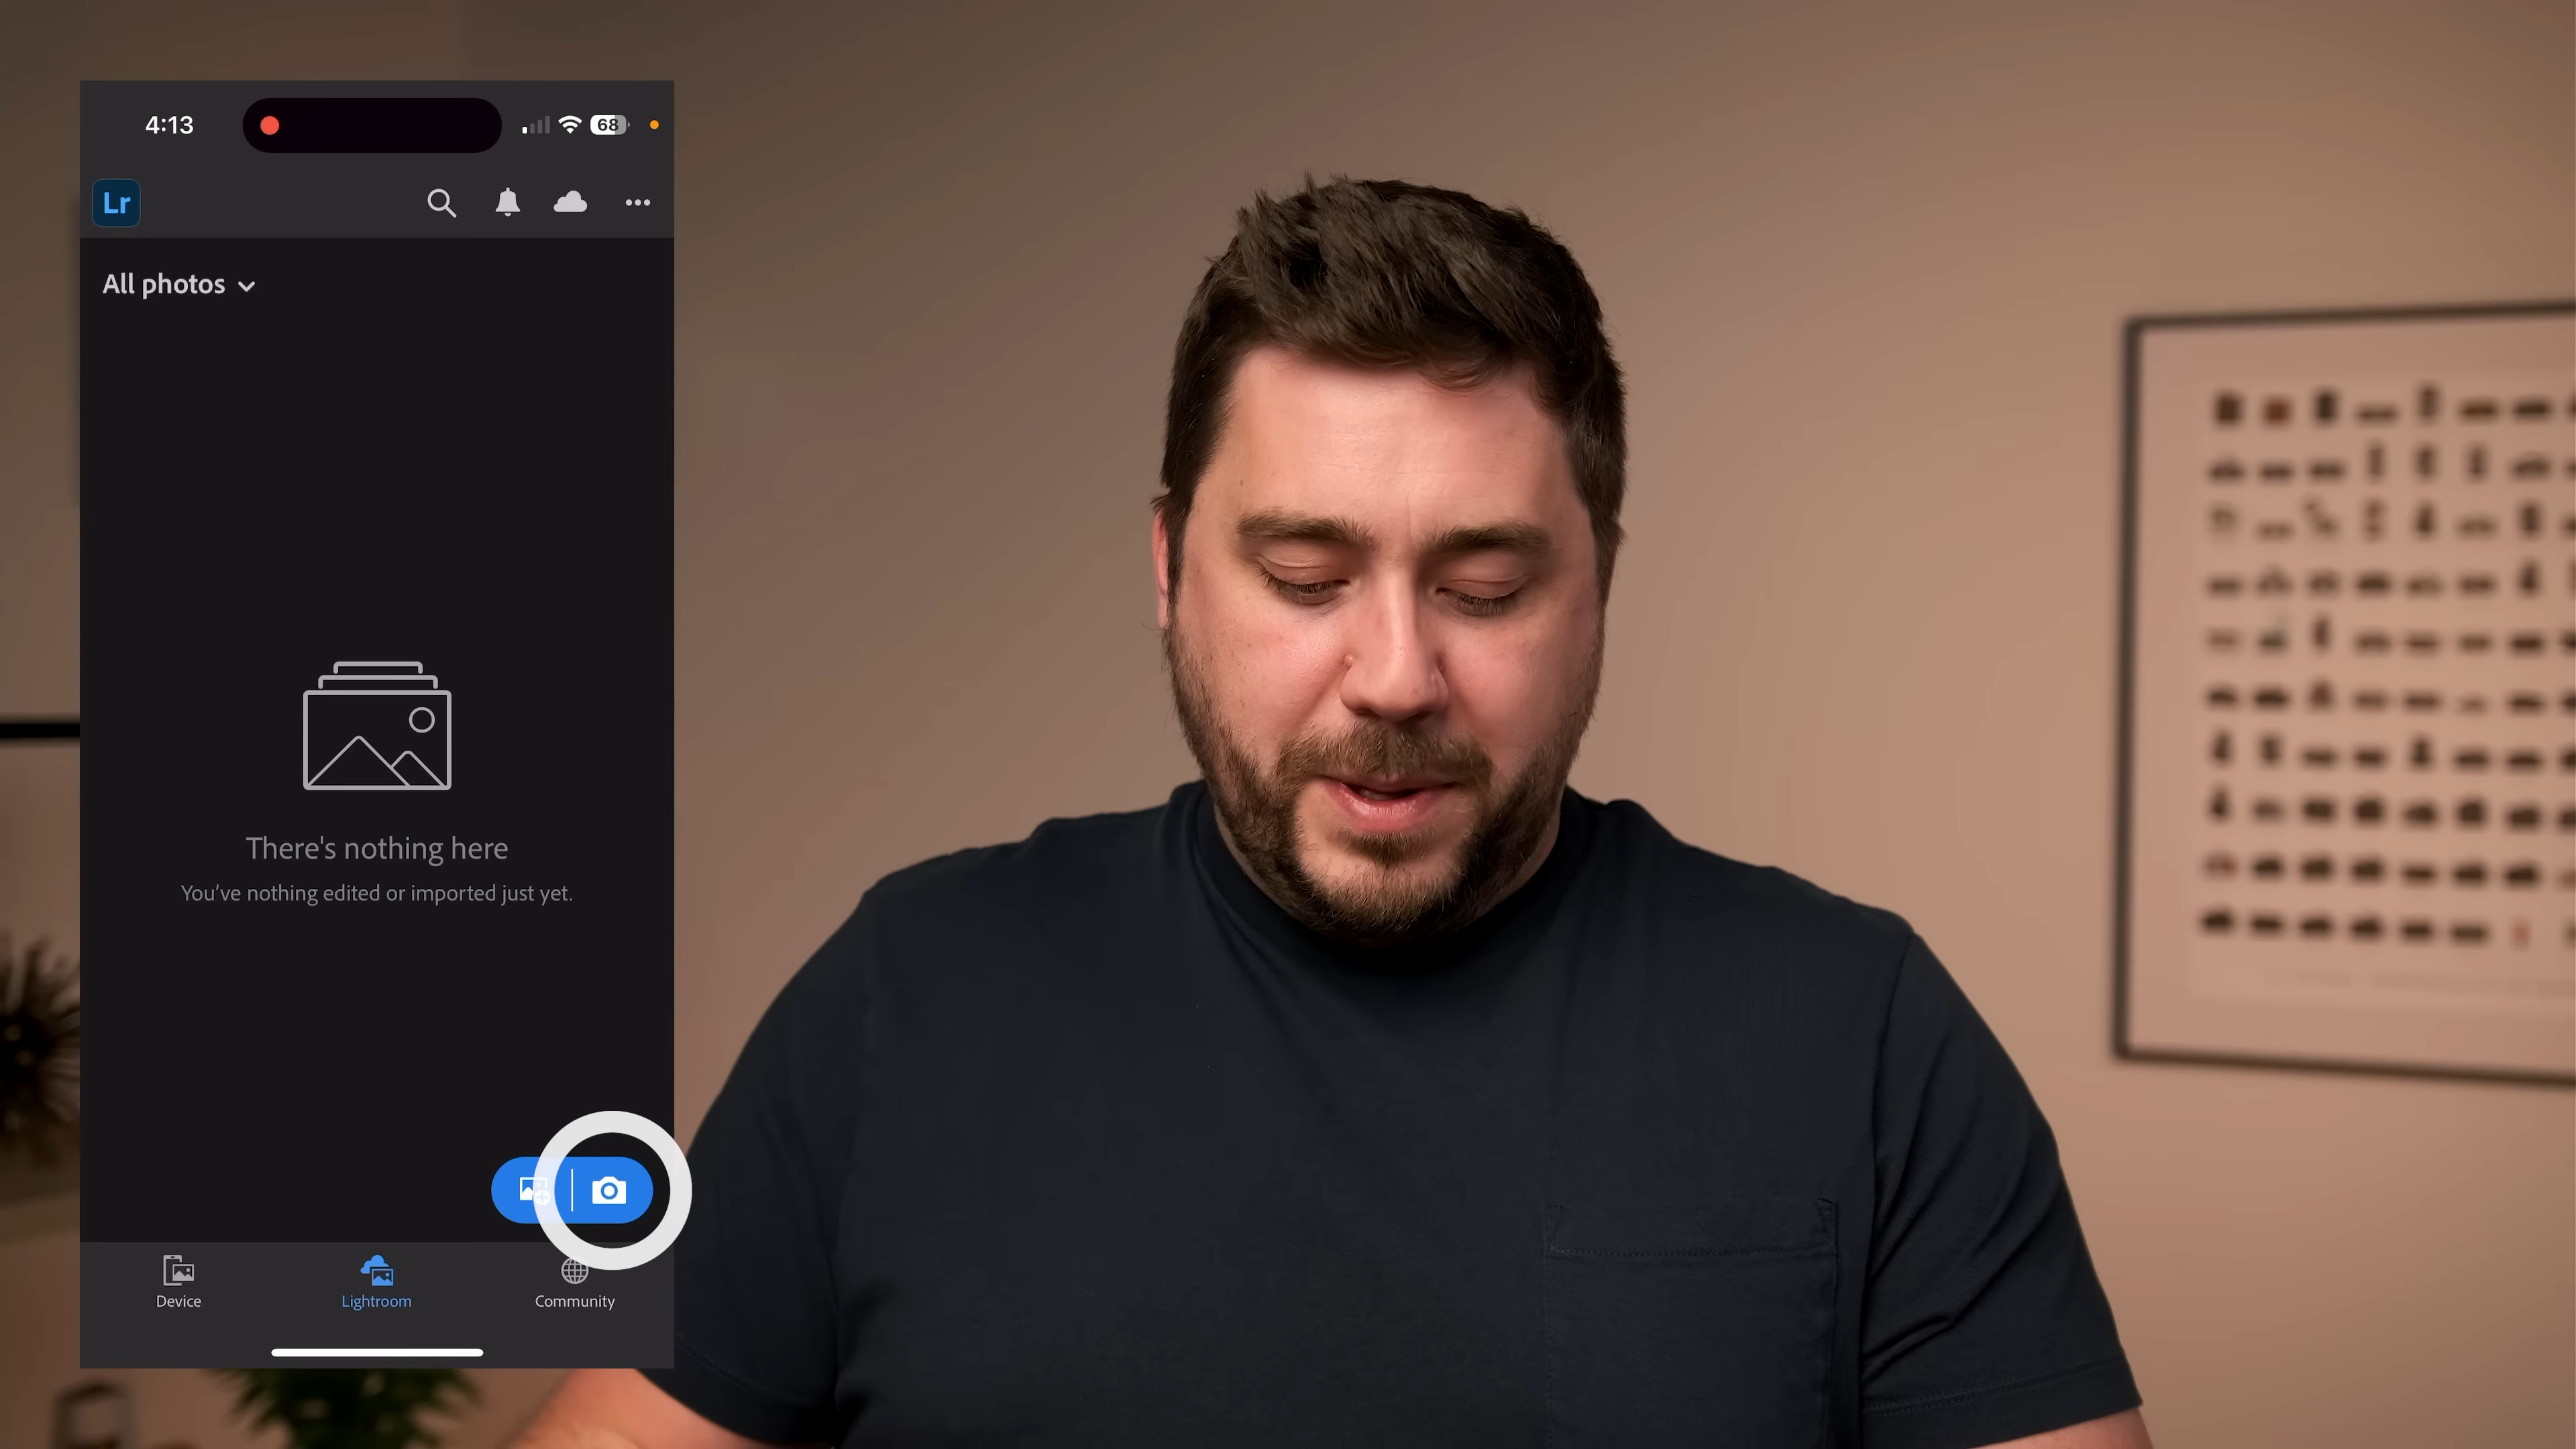 4:13
68
Lr
All photos
There's nothing here
You've nothing edited or imported just yet.
Device
Lightroom
Community